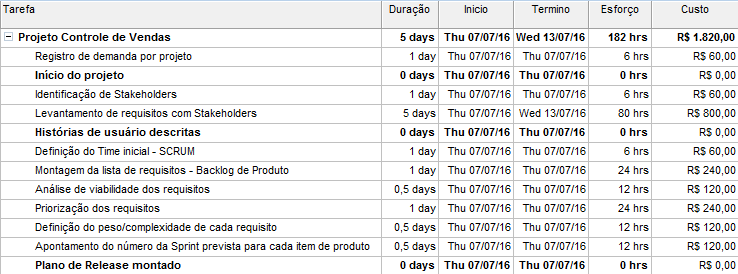 Tarefa Duração Inicio Termino Esforço Custo
Projeto Controle de Vendas 5 days Thu 07/07/16 Wed 13/07/16 182 hrs R$ 1.820,00
Registro de demanda por projeto 1 day Thu 07/07/16 Thu 07/07/16 6 hrs R$ 60,00
Início do projeto 0 days Thu 07/07/16 Thu 07/07/16 0 hrs R$ 0,00
Identificação de Stakeholders 1 day Thu 07/07/16 Thu 07/07/16 6 hrs R$ 60,00
Levantamento de requisitos com Stakeholders 5 days Thu 07/07/16 Wed 13/07/16 80 hrs R$ 800,00
Histórias de usuário descritas 0 days Thu 07/07/16 Thu 07/07/16 0 hrs R$ 0,00
Definição do Time inicial - SCRUM 1 day Thu 07/07/16 Thu 07/07/16 6 hrs R$ 60,00
Montagem da lista de requisitos - Backlog de Produto 1 day Thu 07/07/16 Thu 07/07/16 24 hrs R$ 240,00
Análise de viabilidade dos requisitos 0,5 days Thu 07/07/16 Thu 07/07/16 12 hrs R$ 120,00
Priorização dos requisitos 1 day Thu 07/07/16 Thu 07/07/16 24 hrs R$ 240,00
Definição do peso/complexidade de cada requisito 0,5 days Thu 07/07/16 Thu 07/07/16 12 hrs R$ 120,00
Apontamento do número da Sprint prevista para cada item de produto 0,5 days Thu 07/07/16 Thu 07/07/16 12 hrs R$ 120,00
Plano de Release montado 0 days Thu 07/07/16 Thu 07/07/16 0 hrs R$ 0,00